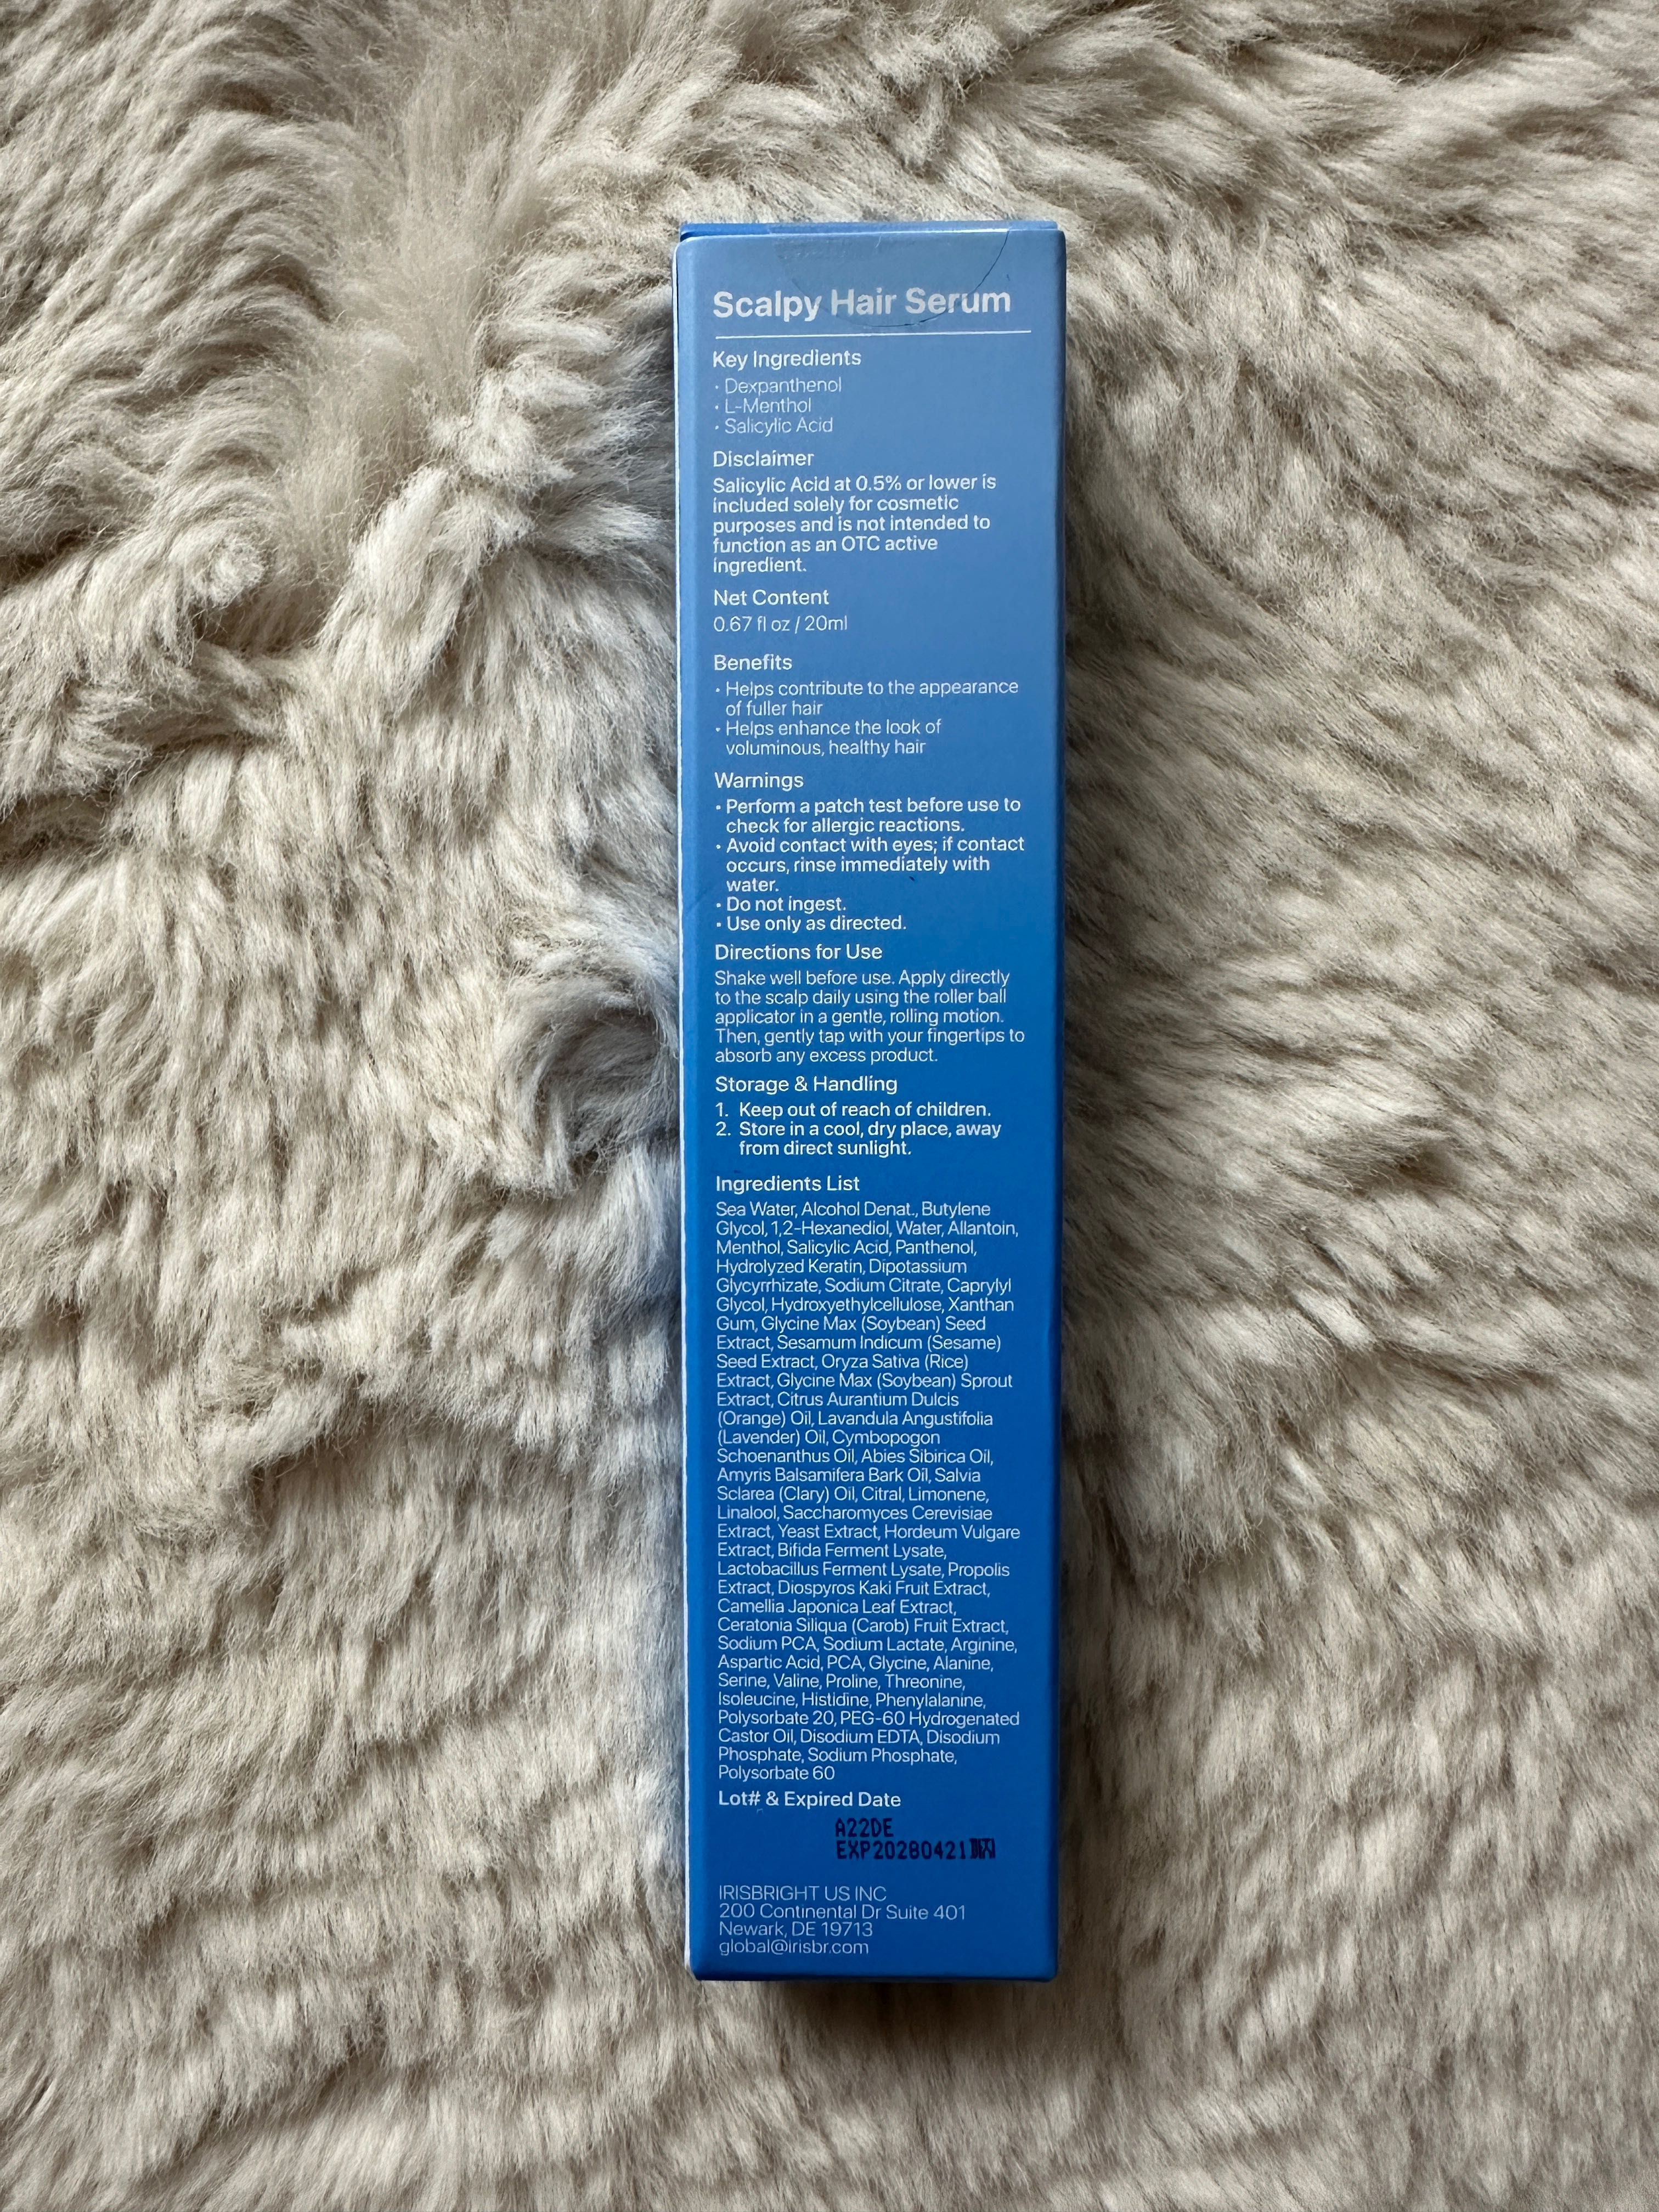 Scalpy Hair Serum
Key Ingredients
· Dexpanthenol
· L-Menthol
· Salicylic Acid
Disclaimer
Salicylic Acid at 0.5% or lower is
included solely for cosmetic
purposes and is not intended to
function as an OTC active
ingredient.
Net Content
0.67 fl oz / 20ml
Benefits
· Helps contribute to the appearance
of fuller hair
· Helps enhance the look of
voluminous, healthy hair
Warnings
· Perform a patch test before use to
check for allergic reactions.
· Avoid contact with eyes; if contact
occurs, rinse immediately with
water.
· Do not ingest.
· Use only as directed.
Directions for Use
Shake well before use. Apply directly
to the scalp daily using the roller ball
applicator in a gentle, rolling motion.
Then, gently tap with your fingertips to
absorb any excess product.
Storage & Handling
1. Keep out of reach of children.
2. Store in a cool, dry place, away
from direct sunlight.
Ingredients List
Sea Water, Alcohol Denat., Butylene
Glycol, 1,2-Hexanediol, Water, Allantoin,
Menthol, Salicylic Acid, Panthenol,
Hydrolyzed Keratin, Dipotassium
Glycyrrhizate, Sodium Citrate, Caprylyl
Glycol, Hydroxyethylcellulose, Xanthan
Gum, Glycine Max (Soybean) Seed
Extract, Sesamum Indicum (Sesame)
Seed Extract, Oryza Sativa (Rice)
Extract, Glycine Max (Soybean) Sprout
Extract, Citrus Aurantium Dulcis
(Orange) Oil, Lavandula Angustifolia
(Lavender) Oil, Cymbopogon
Schoenanthus Oil, Abies Sibirica Oil,
Amyris Balsamifera Bark Oil, Salvia
Sclarea (Clary) Oil, Citral, Limonene,
Linalool, Saccharomyces Cerevisiae
Extract, Yeast Extract, Hordeum Vulgare
Extract, Bifida Ferment Lysate,
Lactobacillus Ferment Lysate, Propolis
Extract, Diospyros Kaki Fruit Extract,
Camellia Japonica Leaf Extract,
Ceratonia Siliqua (Carob) Fruit Extract,
Sodium PCA, Sodium Lactate, Arginine,
Aspartic Acid, PCA, Glycine, Alanine,
Serine, Valine, Proline, Threonine,
Isoleucine, Histidine, Phenylalanine,
Polysorbate 20, PEG-60 Hydrogenated
Castor Oil, Disodium EDTA, Disodium
Phosphate, Sodium Phosphate,
Polysorbate 60
Lot# & Expired Date
A22DE
EXP20280421
IRISBRIGHT US INC
200 Continental Dr Suite 401
Newark, DE 19713
global@irisbr.com